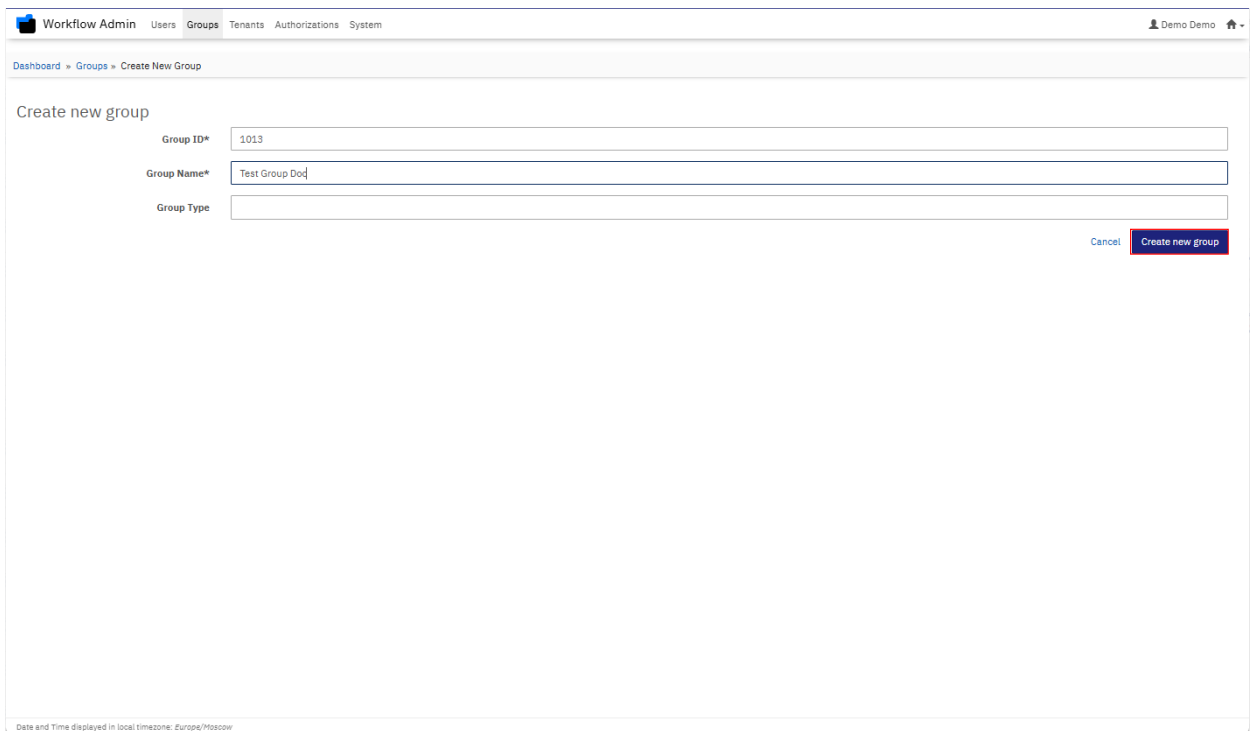 Workflow Admin Users Groups Tenants Authorizations System Demo Demo
Dashboard » Groups » Create New Group
Create new group
Group ID* 1013
Group Name* Test Group Doc
Group Type
Cancel Create new group
Date and Time displayed in local timezone: Europe/Moscow